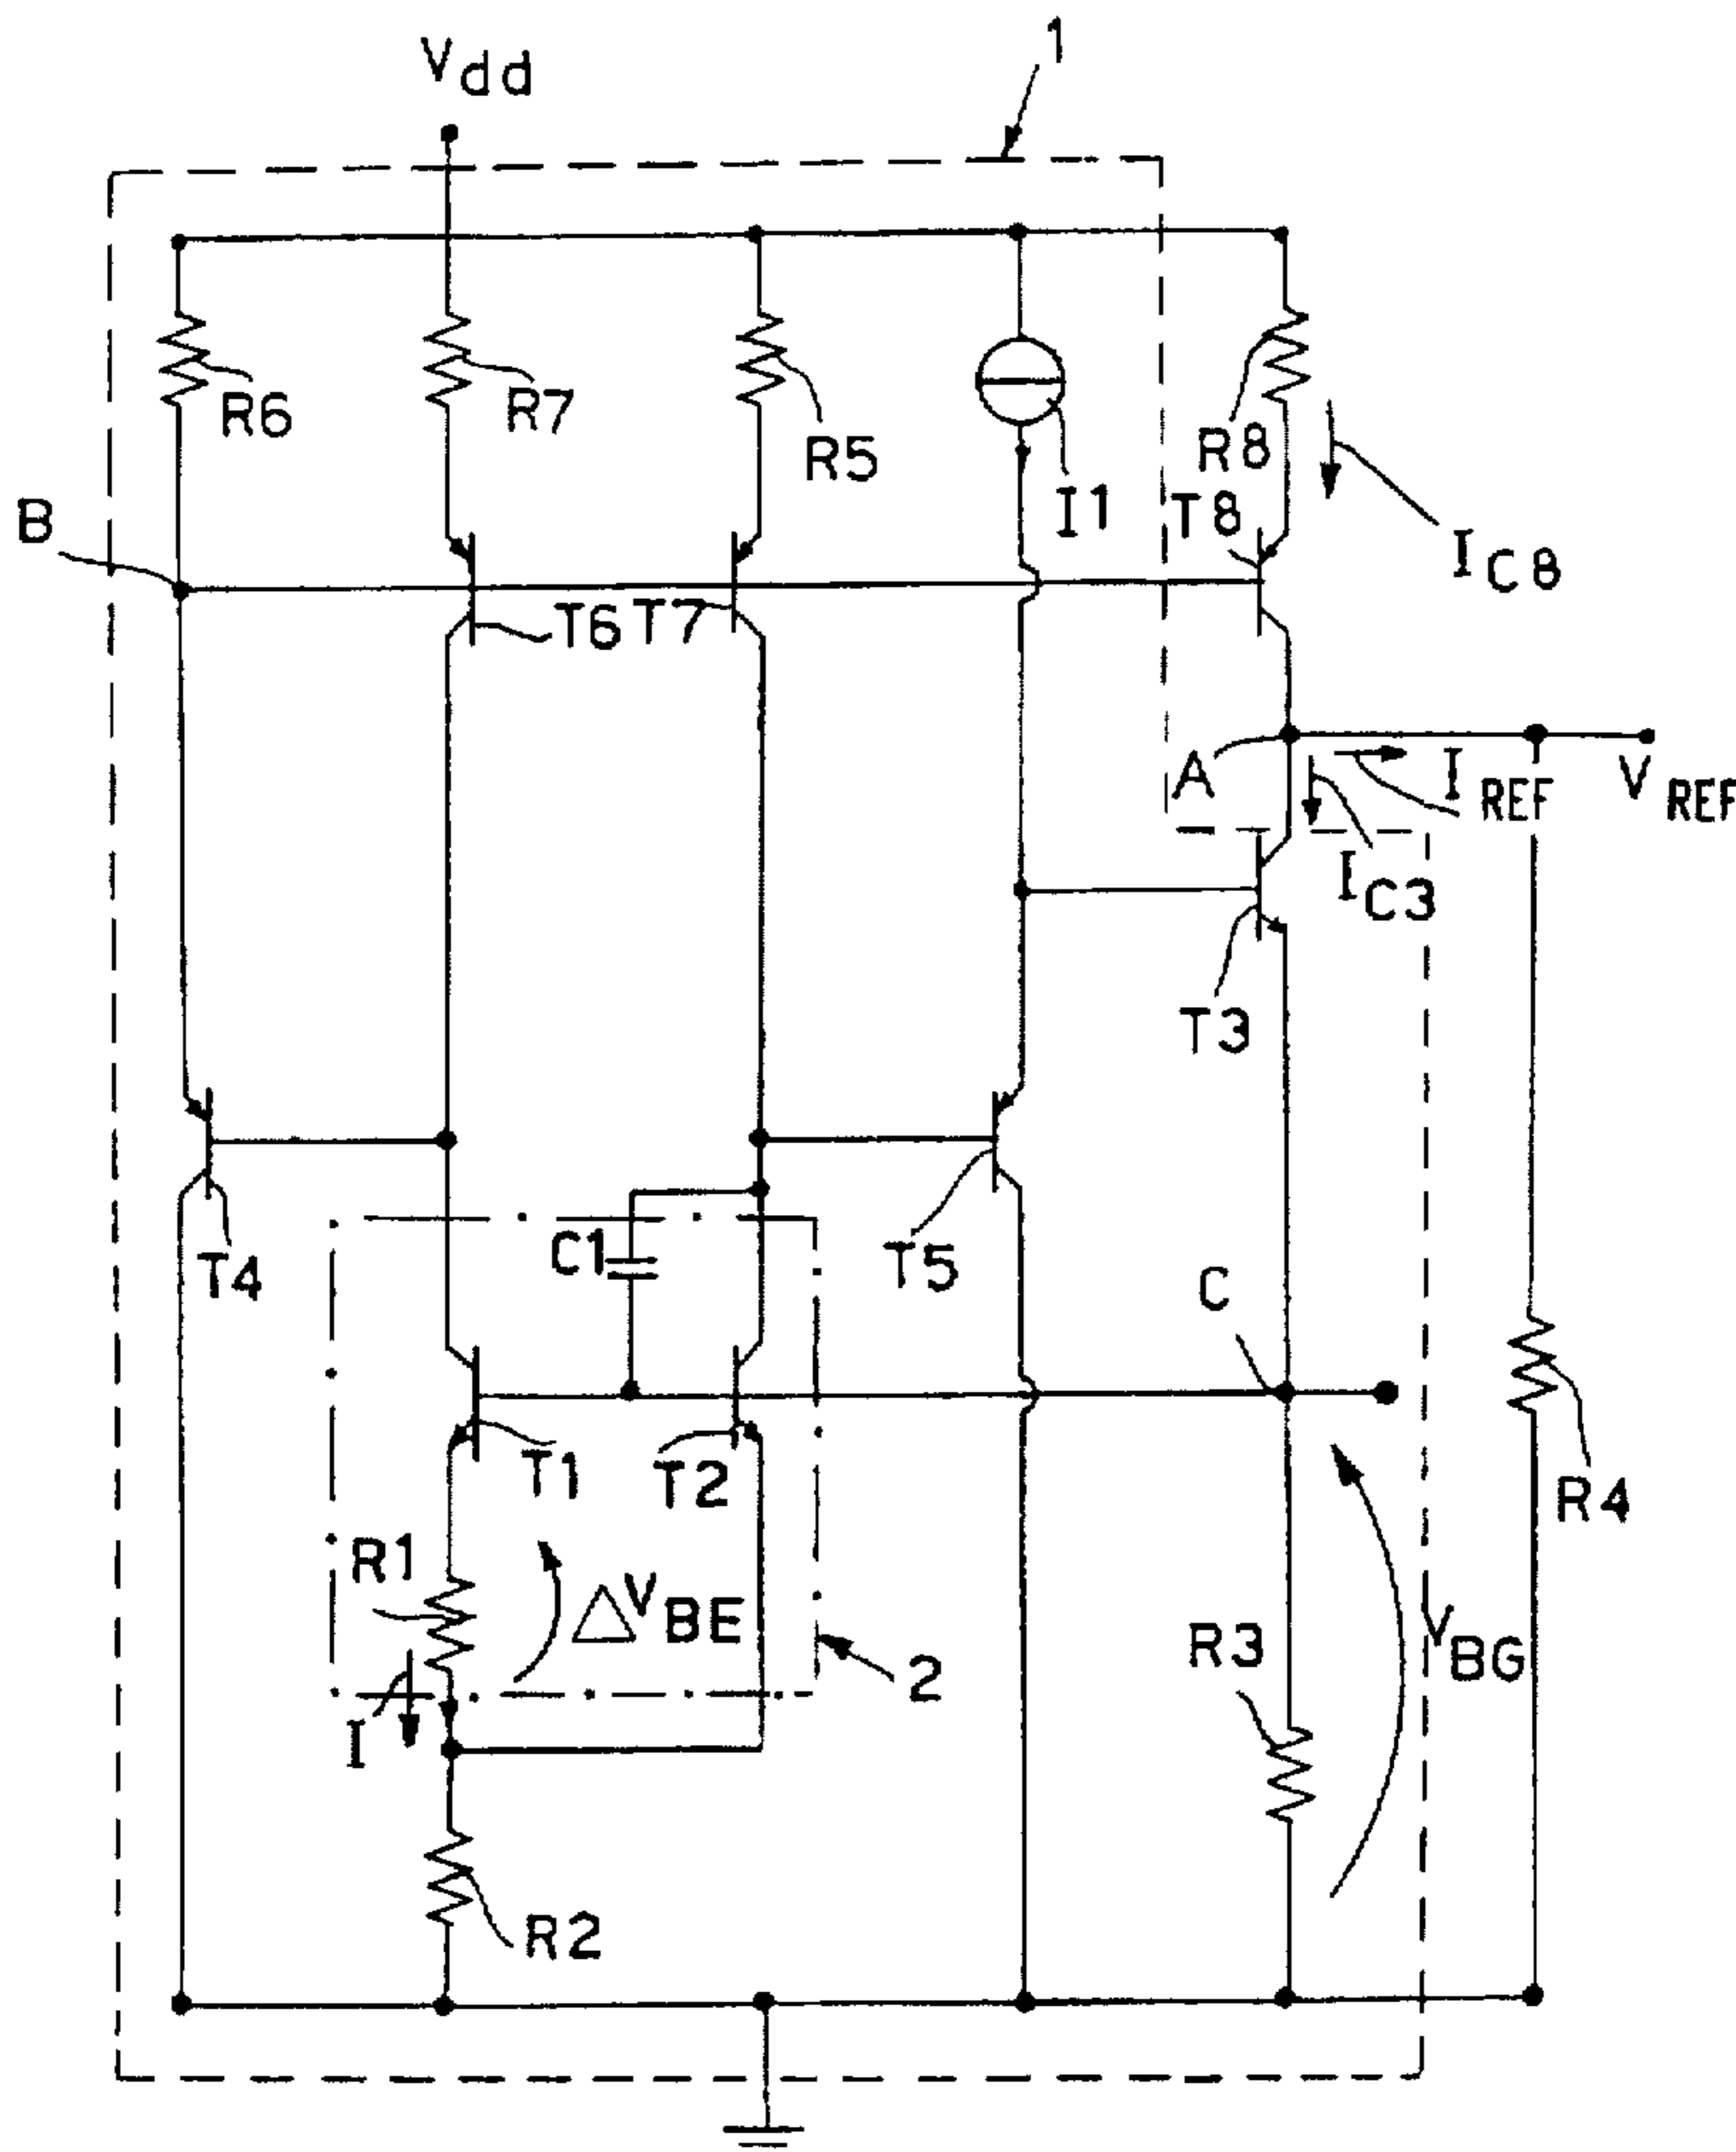 1
Vdd
R6
R7
R5
R8
I1
T8
IC8
B
T6
T7
A
IREF
VREF
IC3
T3
T4
C1
T5
C
T1
T2
R4
R1
ΔVBE
R3
VBG
2
I
R2